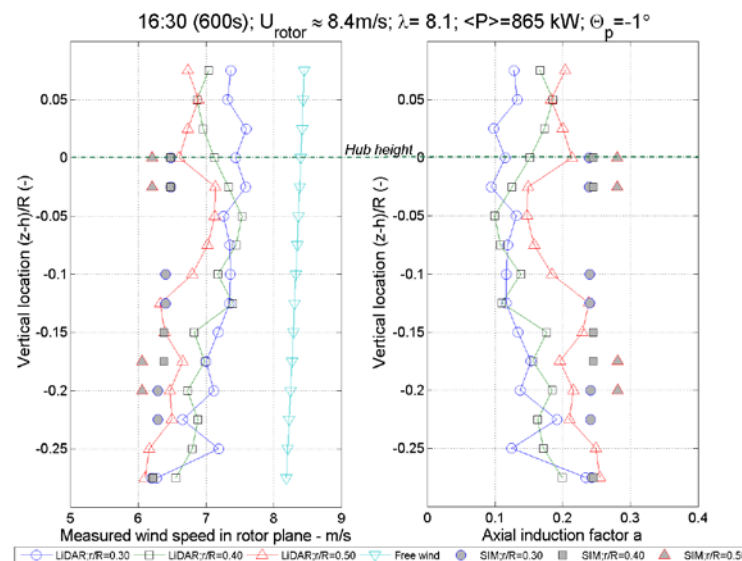 16:30 (600s); U_rotor ≈ 8.4m/s; λ= 8.1; <P>=865 kW; Θ_p=-1°
Vertical location (z-h)/R (-)
0.05
0
-0.05
-0.1
-0.15
-0.2
-0.25
5 6 7 8 9
Measured wind speed in rotor plane - m/s
Hub height
Vertical location (z-h)/R (-)
0.05
0
-0.05
-0.1
-0.15
-0.2
-0.25
0 0.1 0.2 0.3 0.4
Axial induction factor a
LiDAR;r/R=0.30 LiDAR;r/R=0.40 LiDAR;r/R=0.50 Free wind SIM;r/R=0.30 SIM;r/R=0.40 SIM;r/R=0.50